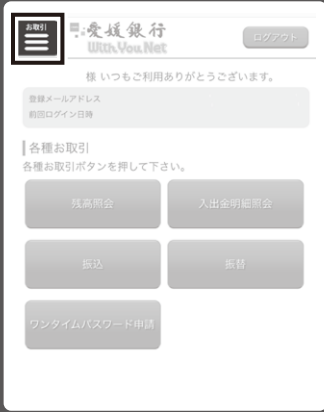 お取引
愛媛銀行
With You Net
ログアウト
様 いつもご利用ありがとうございます。
登録メールアドレス
前回ログイン日時
各種お取引
各種お取引ボタンを押して下さい。
残高照会
入出金明細照会
振込
振替
ワンタイムパスワード申請